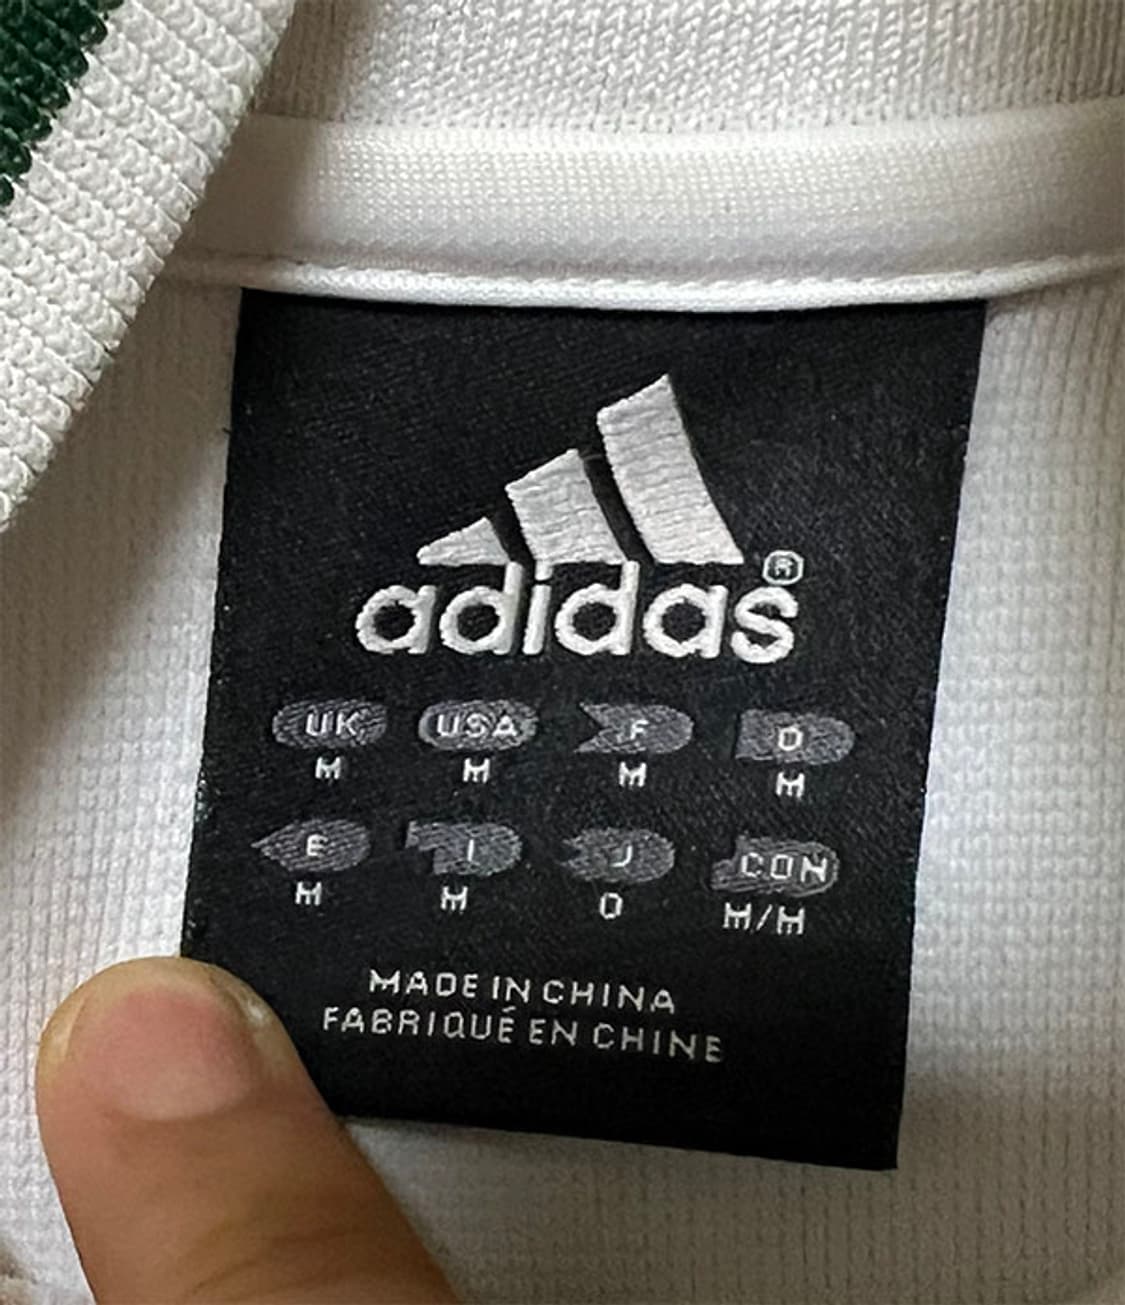 adidas®
UK USA F D
M M M M
E I J CON
M M O M/M
MADE IN CHINA
FABRIQUÉ EN CHINE